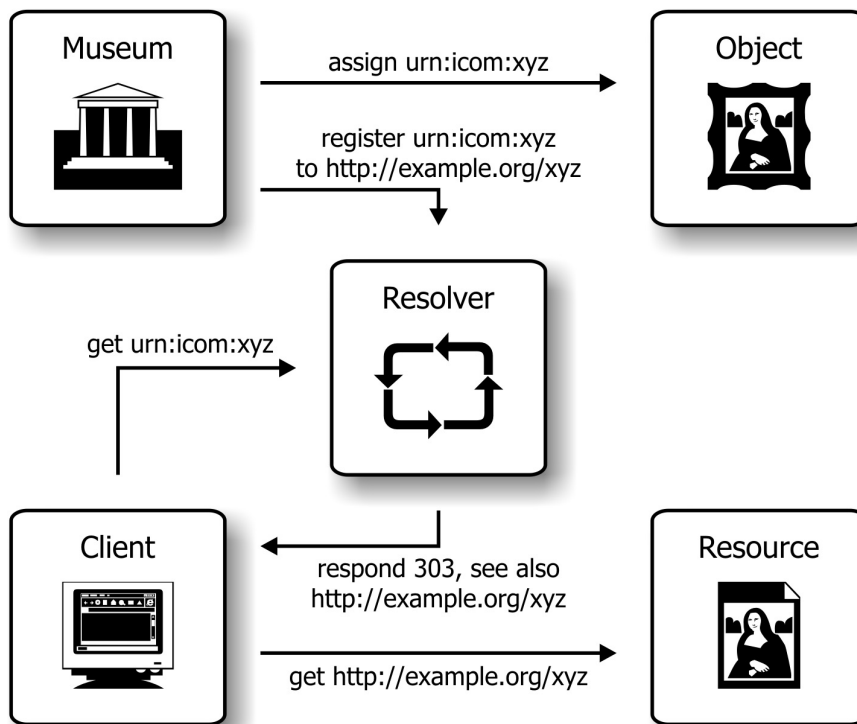 Museum
assign urn:icom:xyz
Object
register urn:icom:xyz
to http://example.org/xyz
Resolver
get urn:icom:xyz
Client
respond 303, see also
http://example.org/xyz
Resource
get http://example.org/xyz